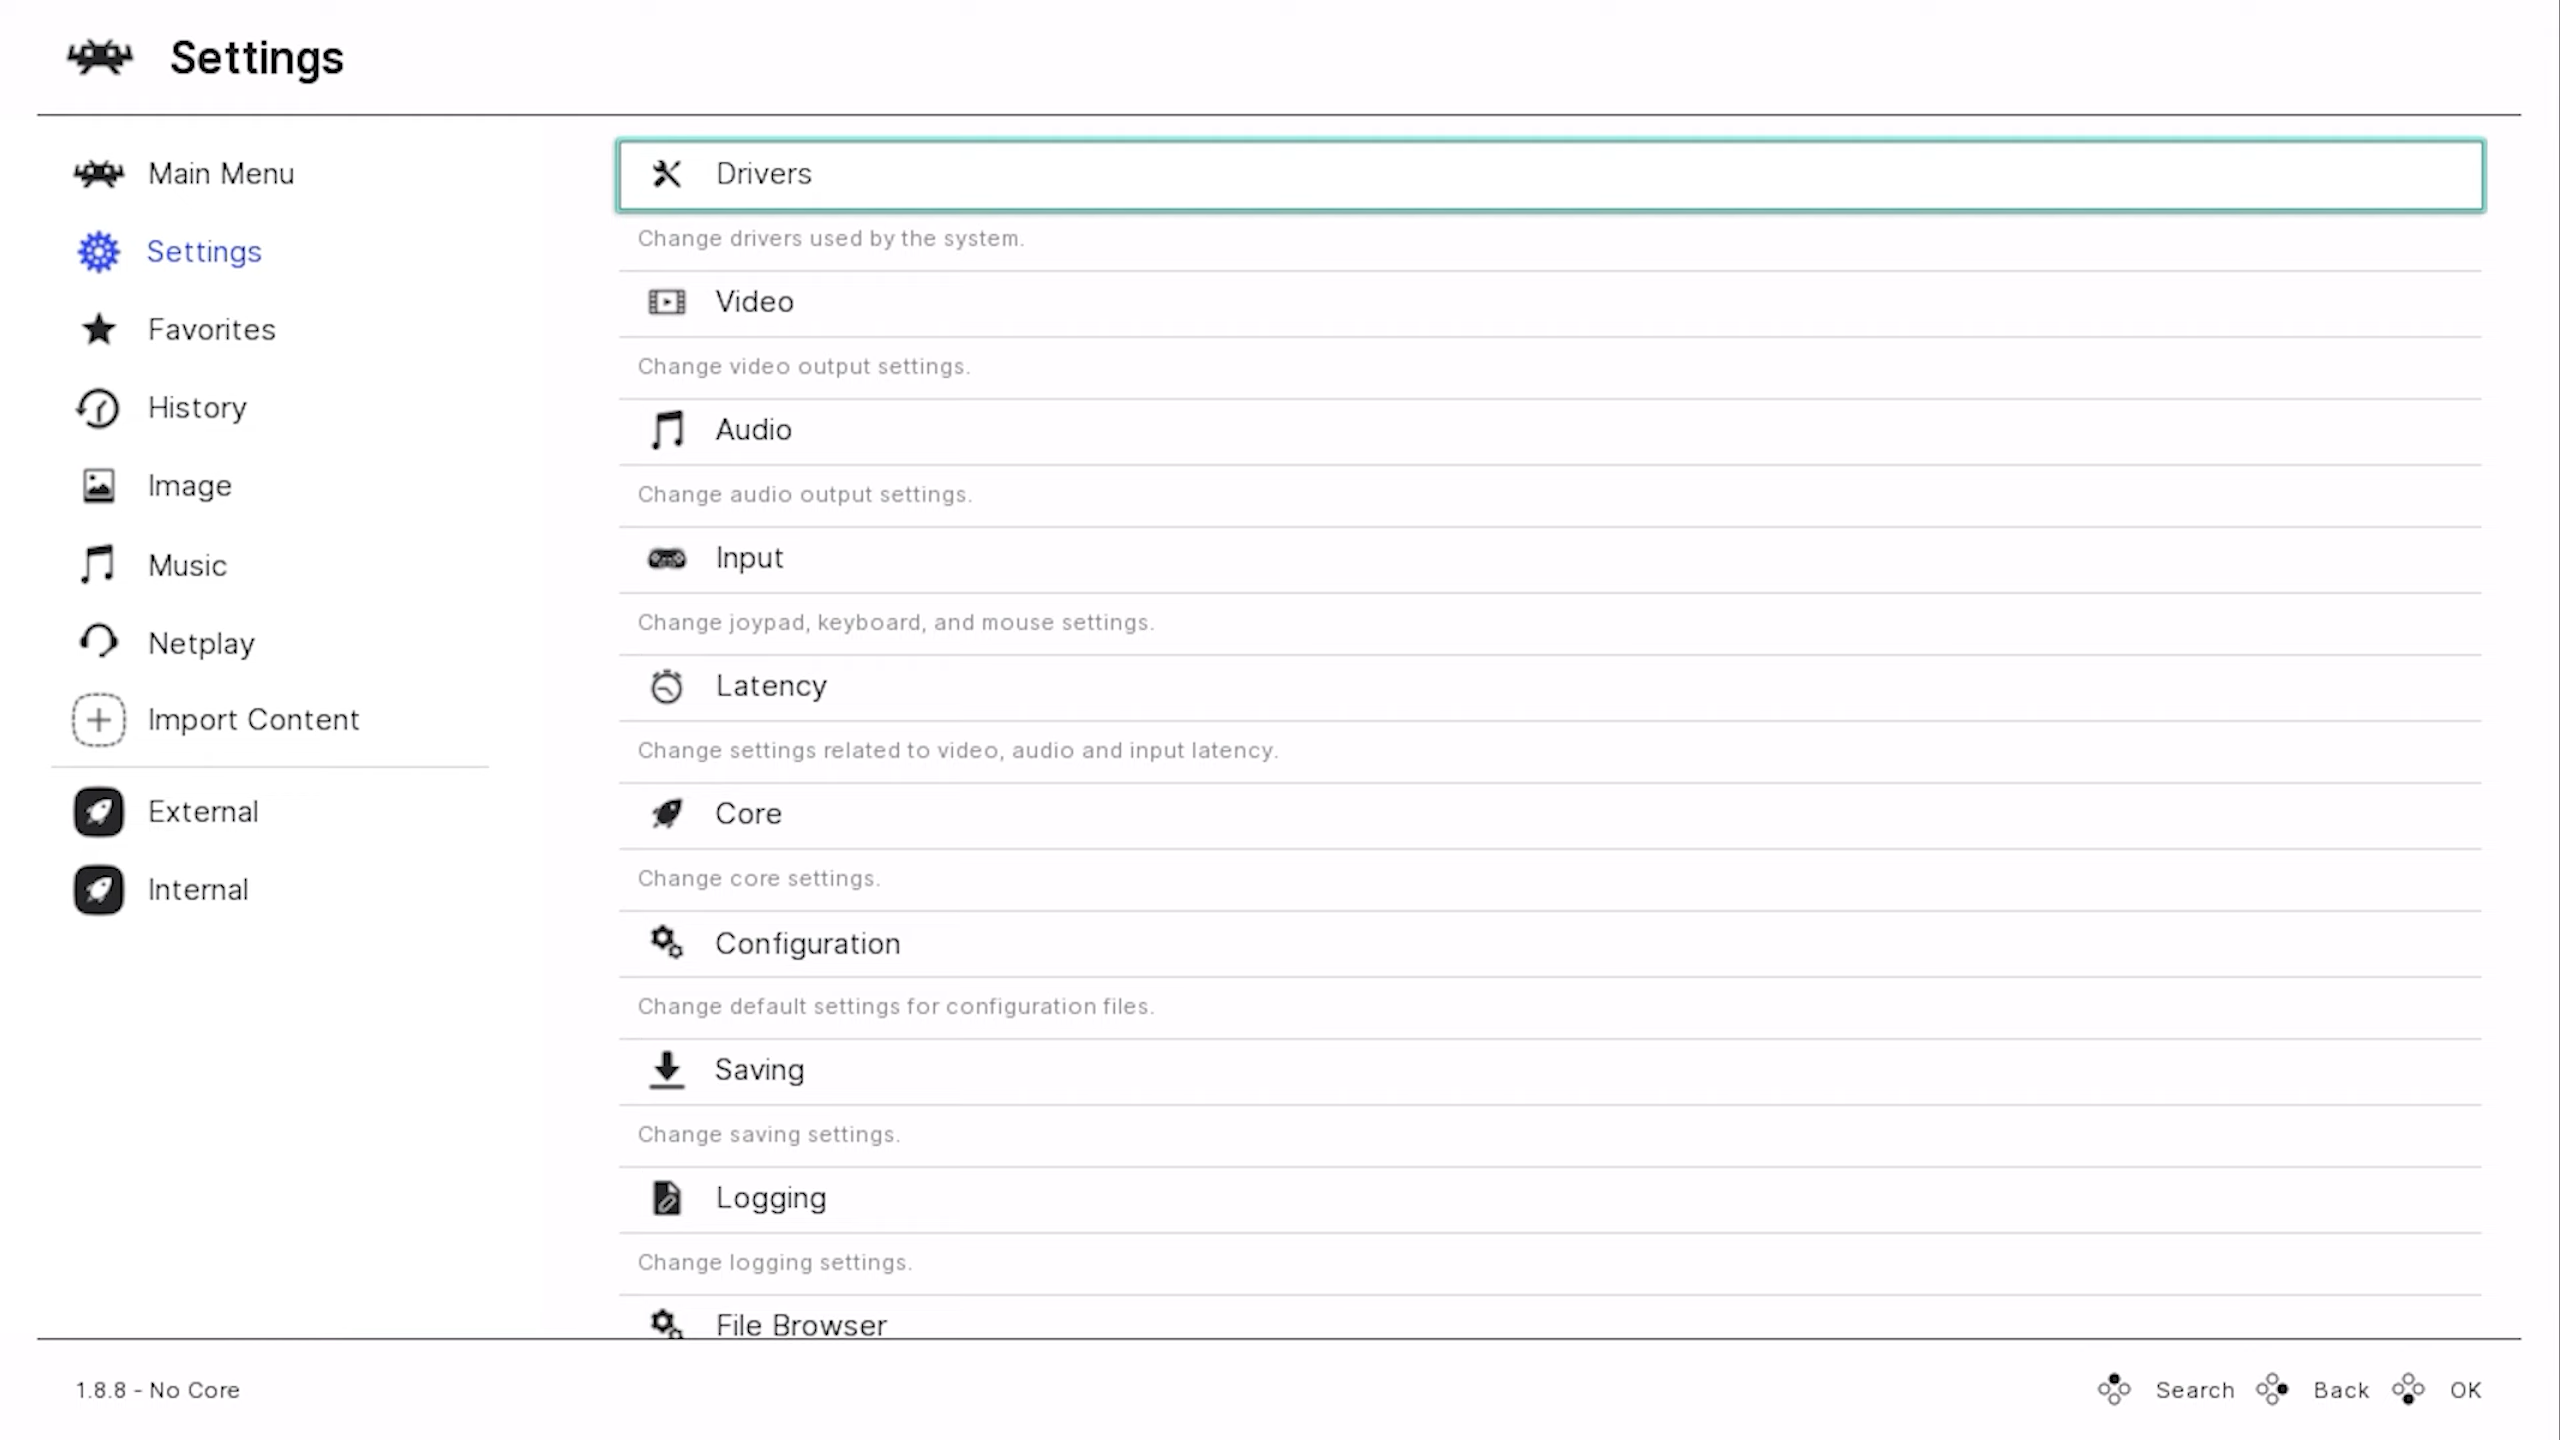 Settings
Main Menu
Settings
Favorites
History
Image
Music
Netplay
Import Content
External
Internal
Drivers
Change drivers used by the system.
Video
Change video output settings.
Audio
Change audio output settings.
Input
Change joypad, keyboard, and mouse settings.
Latency
Change settings related to video, audio and input latency.
Core
Change core settings.
Configuration
Change default settings for configuration files.
Saving
Change saving settings.
Logging
Change logging settings.
File Browser
1.8.8 - No Core
Search Back OK